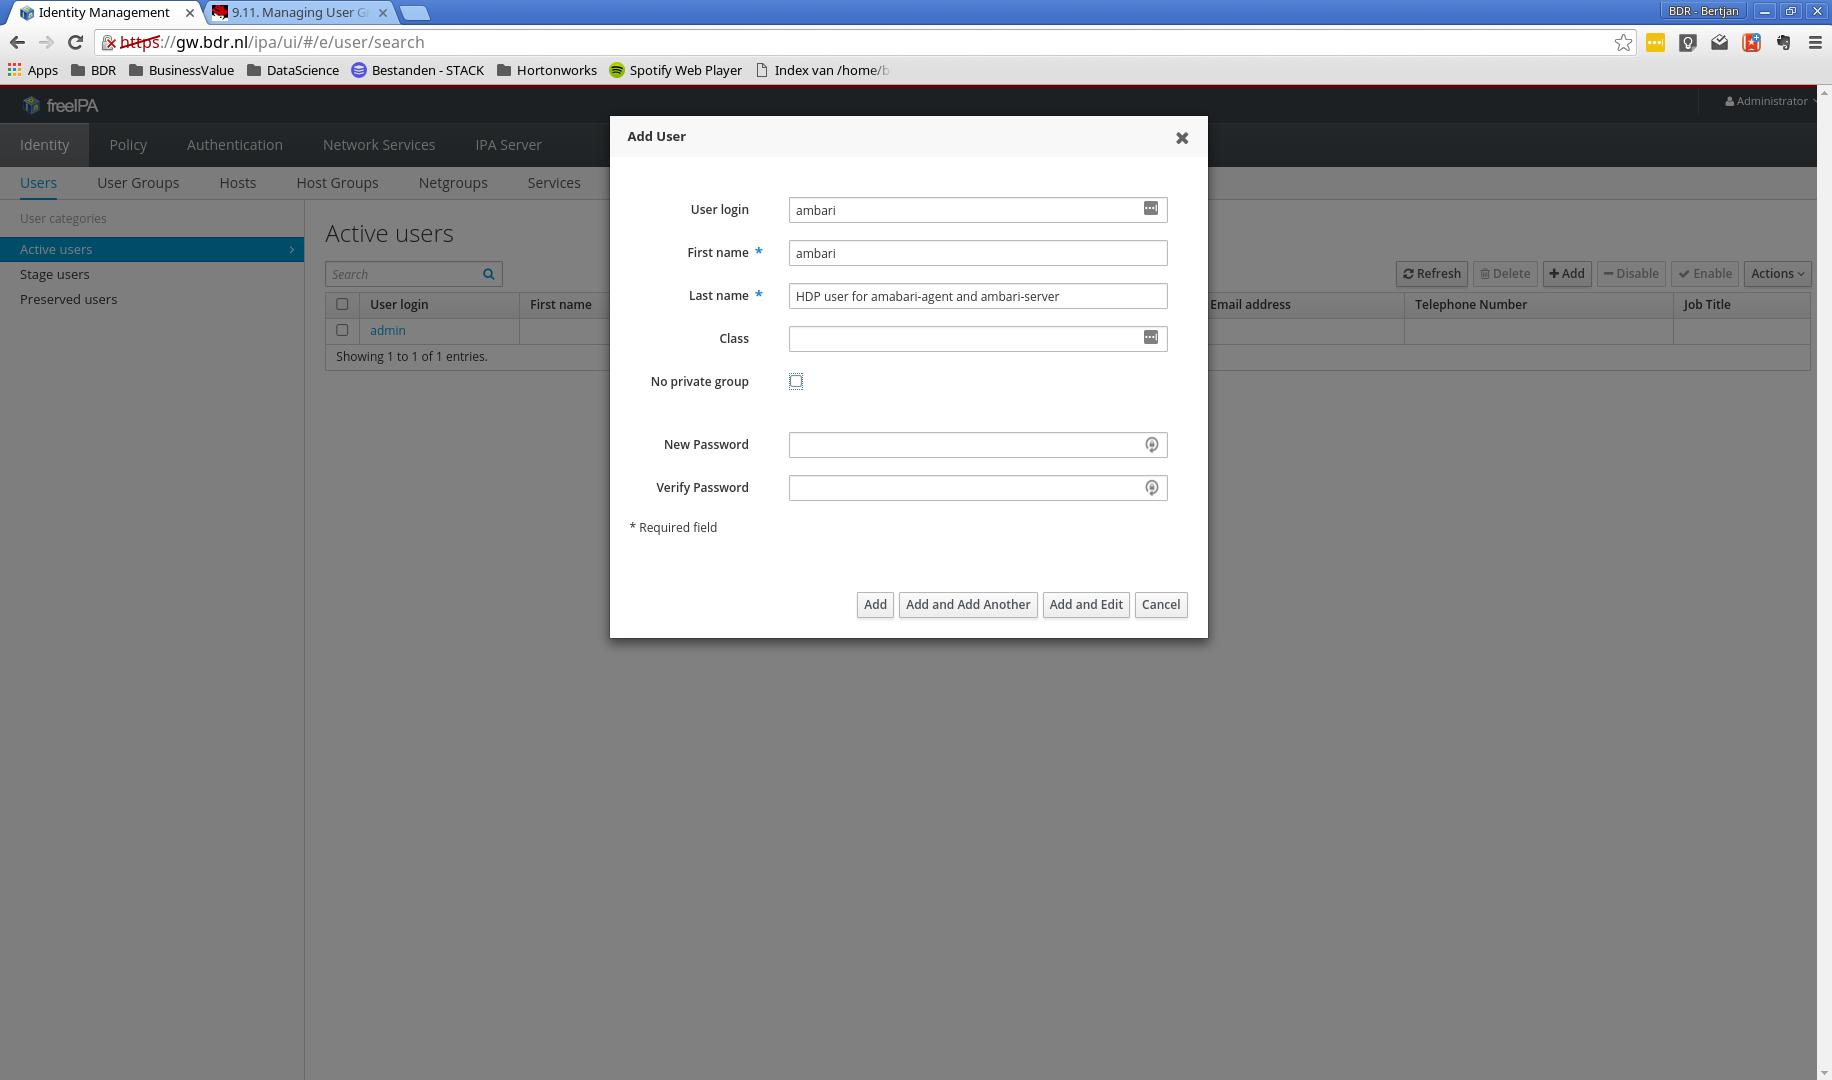 Identity Management
9.11. Managing User G
BDR - Bertjan
https://gw.bdr.nl/ipa/ui/#/e/user/search
Apps BDR BusinessValue DataScience Bestanden - STACK Hortonworks Spotify Web Player Index van /home/b
freeIPA
Administrator
Identity Policy Authentication Network Services IPA Server
Users User Groups Hosts Host Groups Netgroups Services
User categories
Active users
Stage users
Preserved users
Active users
Search
Refresh Delete Add Disable Enable Actions
User login First name Email address Telephone Number Job Title
admin
Showing 1 to 1 of 1 entries.
Add User
User login ambari
First name * ambari
Last name * HDP user for amabari-agent and ambari-server
Class
No private group
New Password
Verify Password
* Required field
Add Add and Add Another Add and Edit Cancel